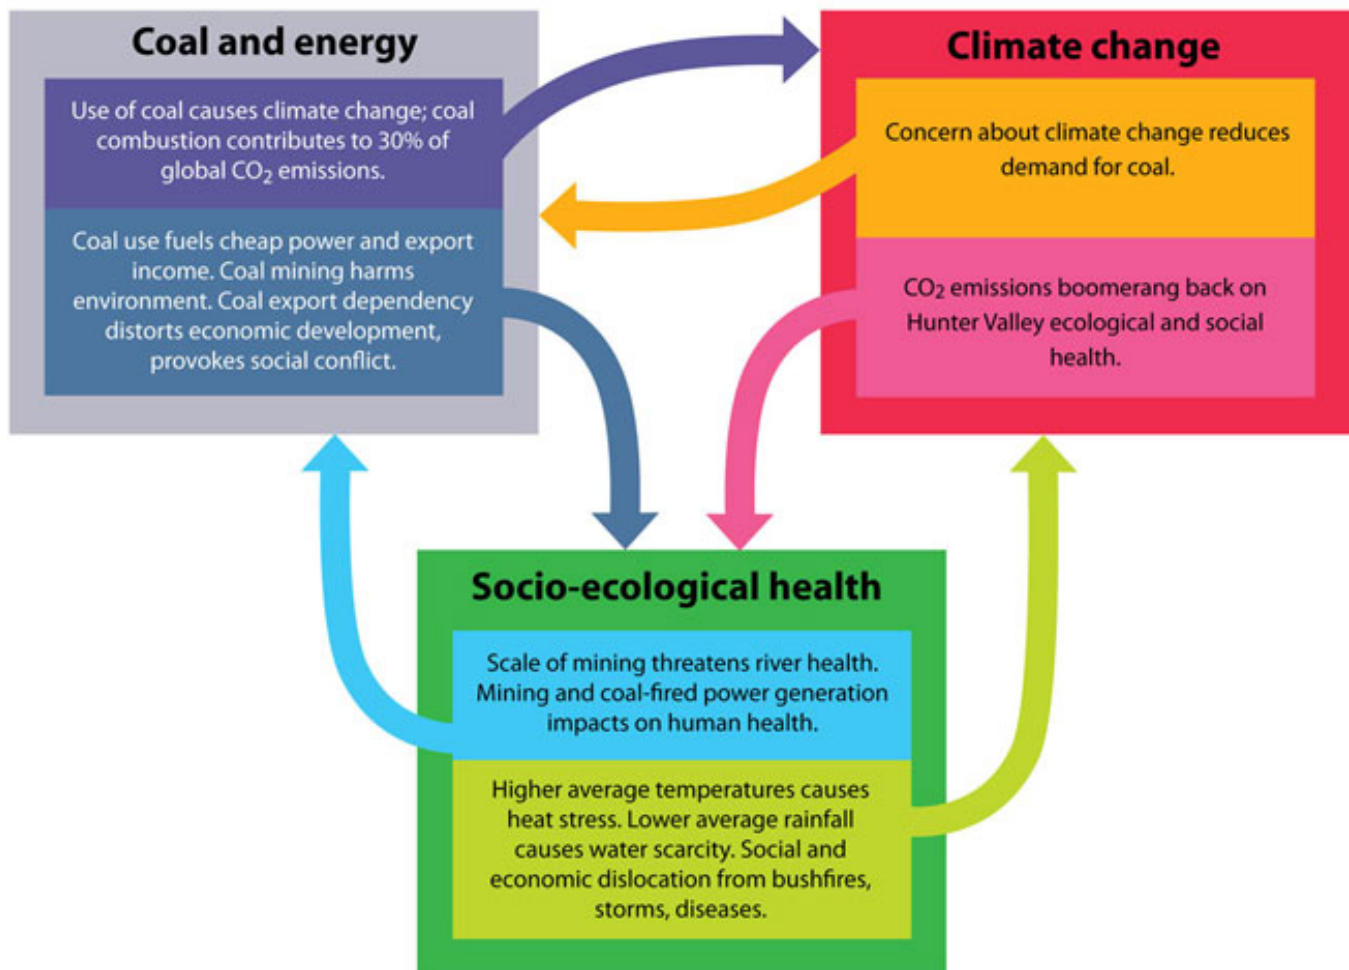 Coal and energy
Use of coal causes climate change; coal
combustion contributes to 30% of
global CO₂ emissions.
Coal use fuels cheap power and export
income. Coal mining harms
environment. Coal export dependency
distorts economic development,
provokes social conflict.
Climate change
Concern about climate change reduces
demand for coal.
CO₂ emissions boomerang back on
Hunter Valley ecological and social
health.
Socio-ecological health
Scale of mining threatens river health.
Mining and coal-fired power generation
impacts on human health.
Higher average temperatures causes
heat stress. Lower average rainfall
causes water scarcity. Social and
economic dislocation from bushfires,
storms, diseases.